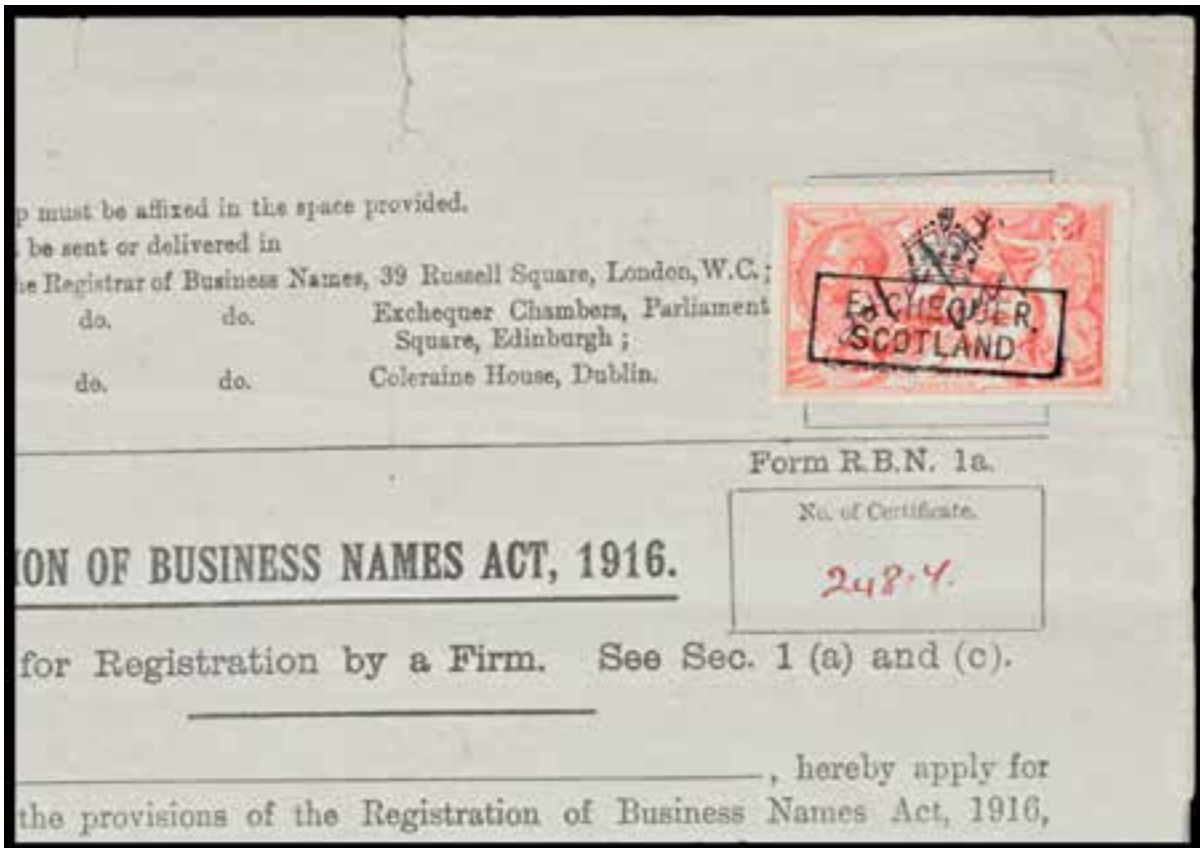 p must be affixed in the space provided.
be sent or delivered in
he Registrar of Business Names, 39 Russell Square, London, W.C.;
do. do. Exchequer Chambers, Parliament
Square, Edinburgh ;
do. do. Coleraine House, Dublin.
EXCHEQUER,
SCOTLAND
Form R.B.N. 1a.
No. of Certificate.
248.4.
ION OF BUSINESS NAMES ACT, 1916.
for Registration by a Firm. See Sec. 1 (a) and (c).
, hereby apply for
the provisions of the Registration of Business Names Act, 1916,